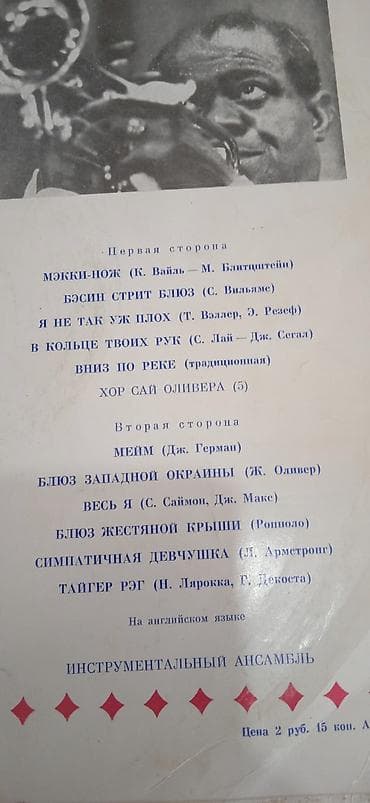 Первая сторона
МЭККИ-НОЖ (К. Вайль — М. Блитцштейн)
БЭСИН СТРИТ БЛЮЗ (С. Вильямс)
Я НЕ ТАК УЖ ПЛОХ (Т. Вэллер, Э. Резеф)
В КОЛЬЦЕ ТВОИХ РУК (С. Лай — Дж. Сегал)
ВНИЗ ПО РЕКЕ (традиционная)
ХОР САЙ ОЛИВЕРА (5)
Вторая сторона
МЕЙМ (Дж. Герман)
БЛЮЗ ЗАПАДНОЙ ОКРАИНЫ (Ж. Оливер)
ВЕСЬ Я (С. Саймон, Дж. Макс)
БЛЮЗ ЖЕСТЯНОЙ КРЫШИ (Ропполо)
СИМПАТИЧНАЯ ДЕВЧУШКА (Л. Армстронг)
ТАЙГЕР РЭГ (Н. Лярокка, Г. Декоста)
На английском языке
ИНСТРУМЕНТАЛЬНЫЙ АНСАМБЛЬ
Цена 2 руб. 15 коп.